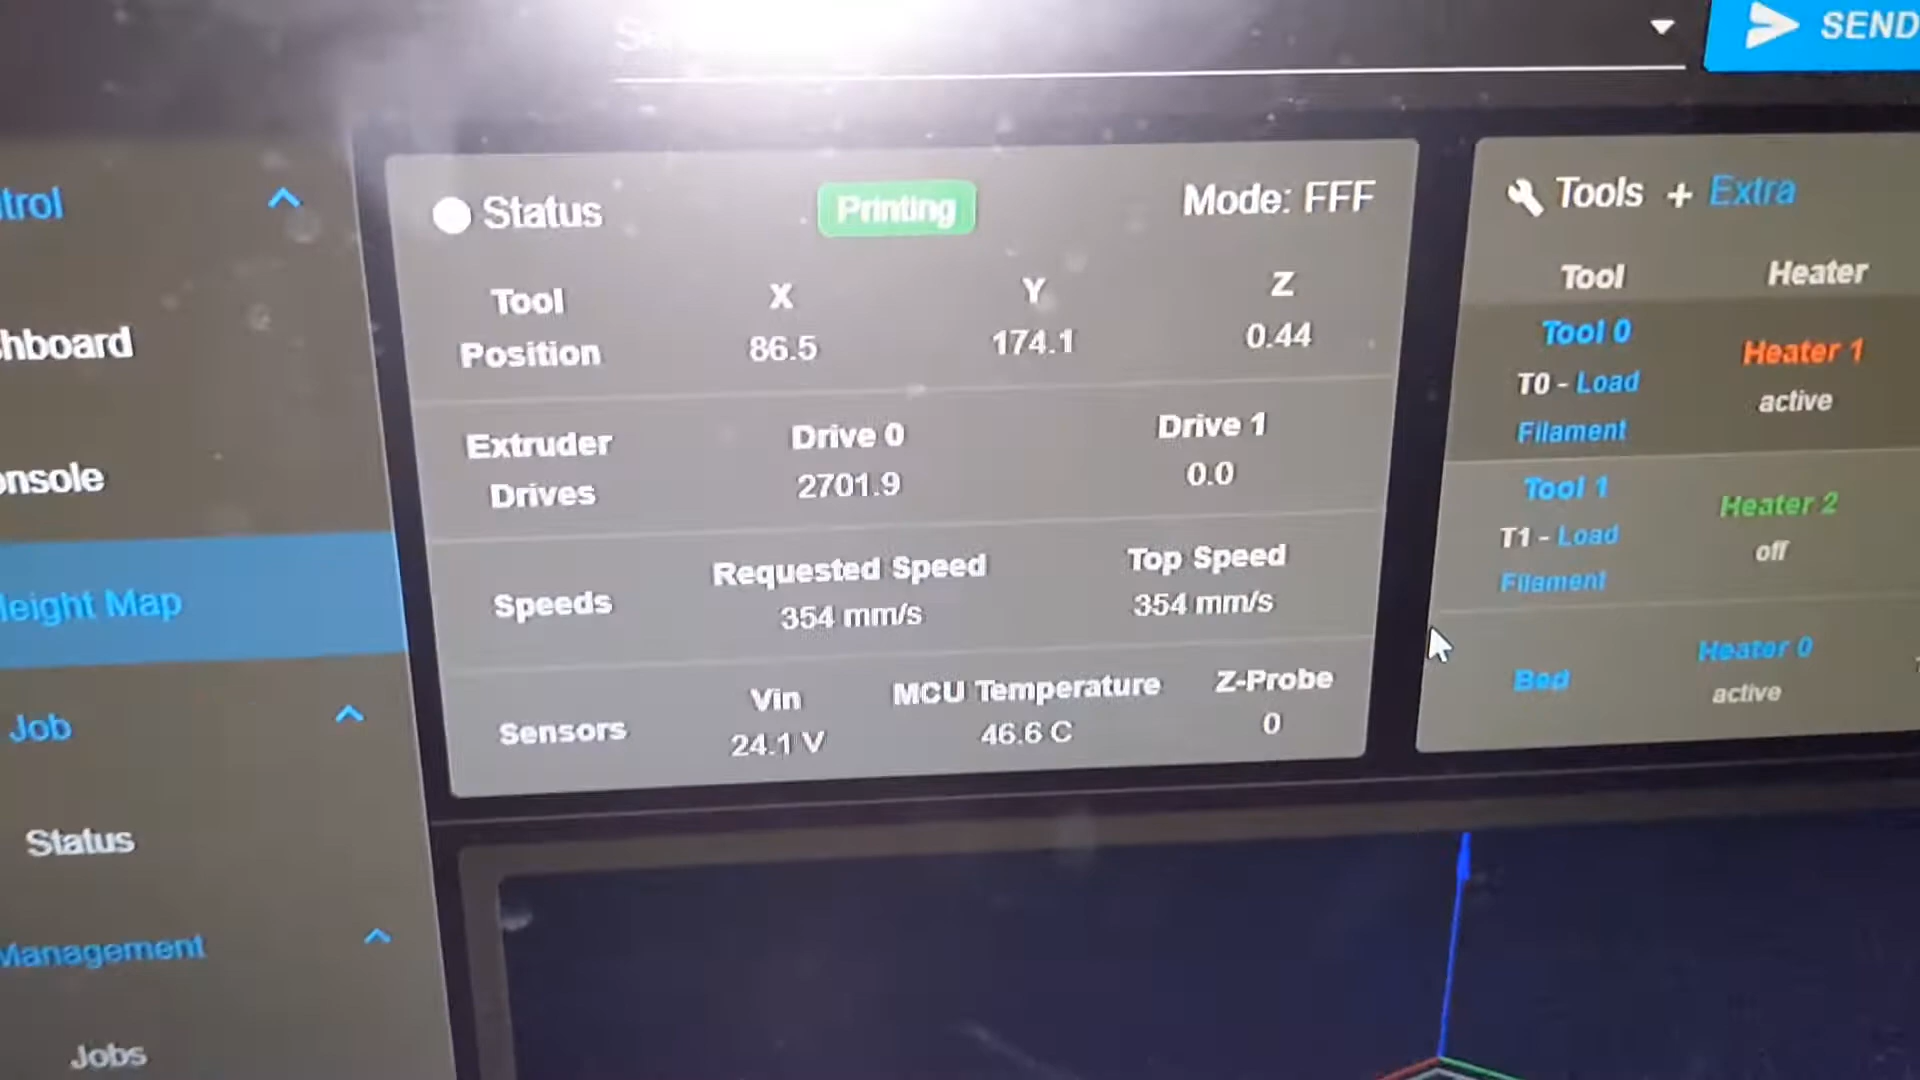 SEND
Status
Printing
Mode: FFF
Tool
Position
X
86.5
Y
174.1
Z
0.44
Extruder
Drives
Drive 0
2701.9
Drive 1
0.0
Speeds
Requested Speed
354 mm/s
Top Speed
354 mm/s
Sensors
Vin
24.1 V
MCU Temperature
46.6 C
Z-Probe
0
Tools + Extra
Tool
Heater
Tool 0
T0 - Load
Filament
Heater 1
active
Tool 1
T1 - Load
Filament
Heater 2
off
Bed
Heater 0
active
trol
hboard
onsole
Height Map
Job
Status
Management
Jobs